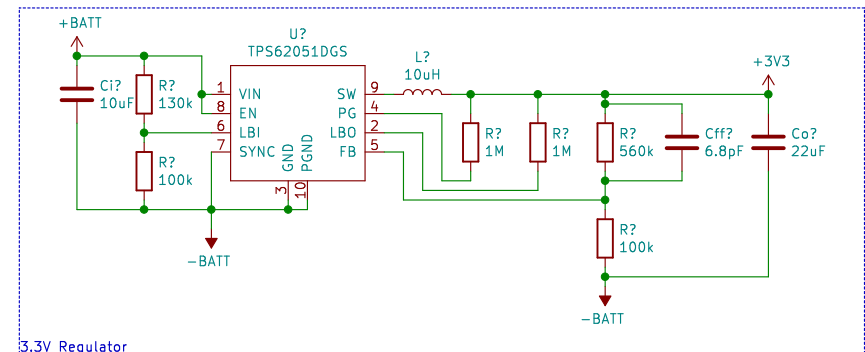 +BATT
U?
TPS62051DGS
L?
10uH
+3V3
Ci?
10uF
R?
130k
1 VIN
8 EN
6 LBI
7 SYNC
GND
PGND
3
10
SW 9
PG 4
LBO 2
FB 5
R?
1M
R?
1M
R?
560k
Cff?
6.8pF
Co?
22uF
R?
100k
R?
100k
-BATT
-BATT
3.3V Regulator